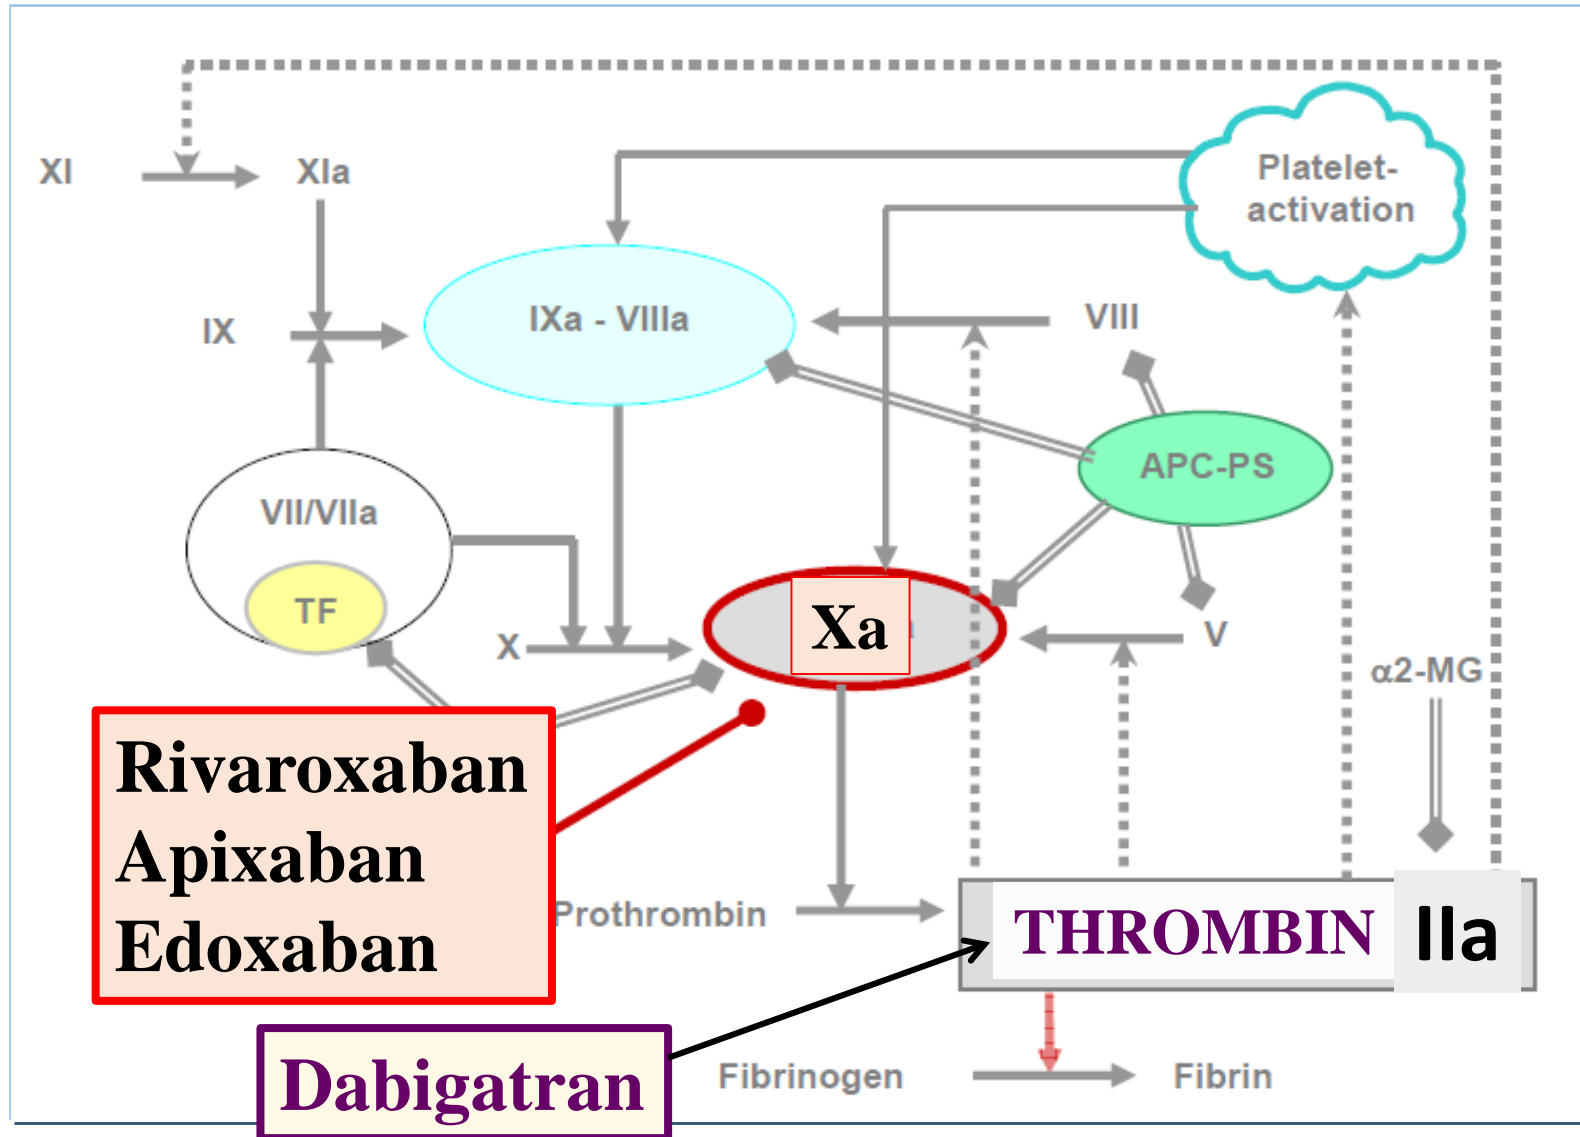 Platelet-
activation
XI
XIa
IX
IXa - VIIIa
VIII
APC-PS
VII/VIIa
TF
X
Xa
V
α2-MG
Rivaroxaban
Apixaban
Edoxaban
Prothrombin
THROMBIN
IIa
Dabigatran
Fibrinogen
Fibrin